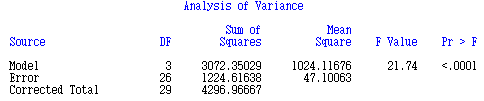 Analysis of Variance
Sum of Mean
Source DF Squares Square F Value Pr > F
Model 3 3072.35029 1024.11676 21.74 <.0001
Error 26 1224.61638 47.10063
Corrected Total 29 4296.96667